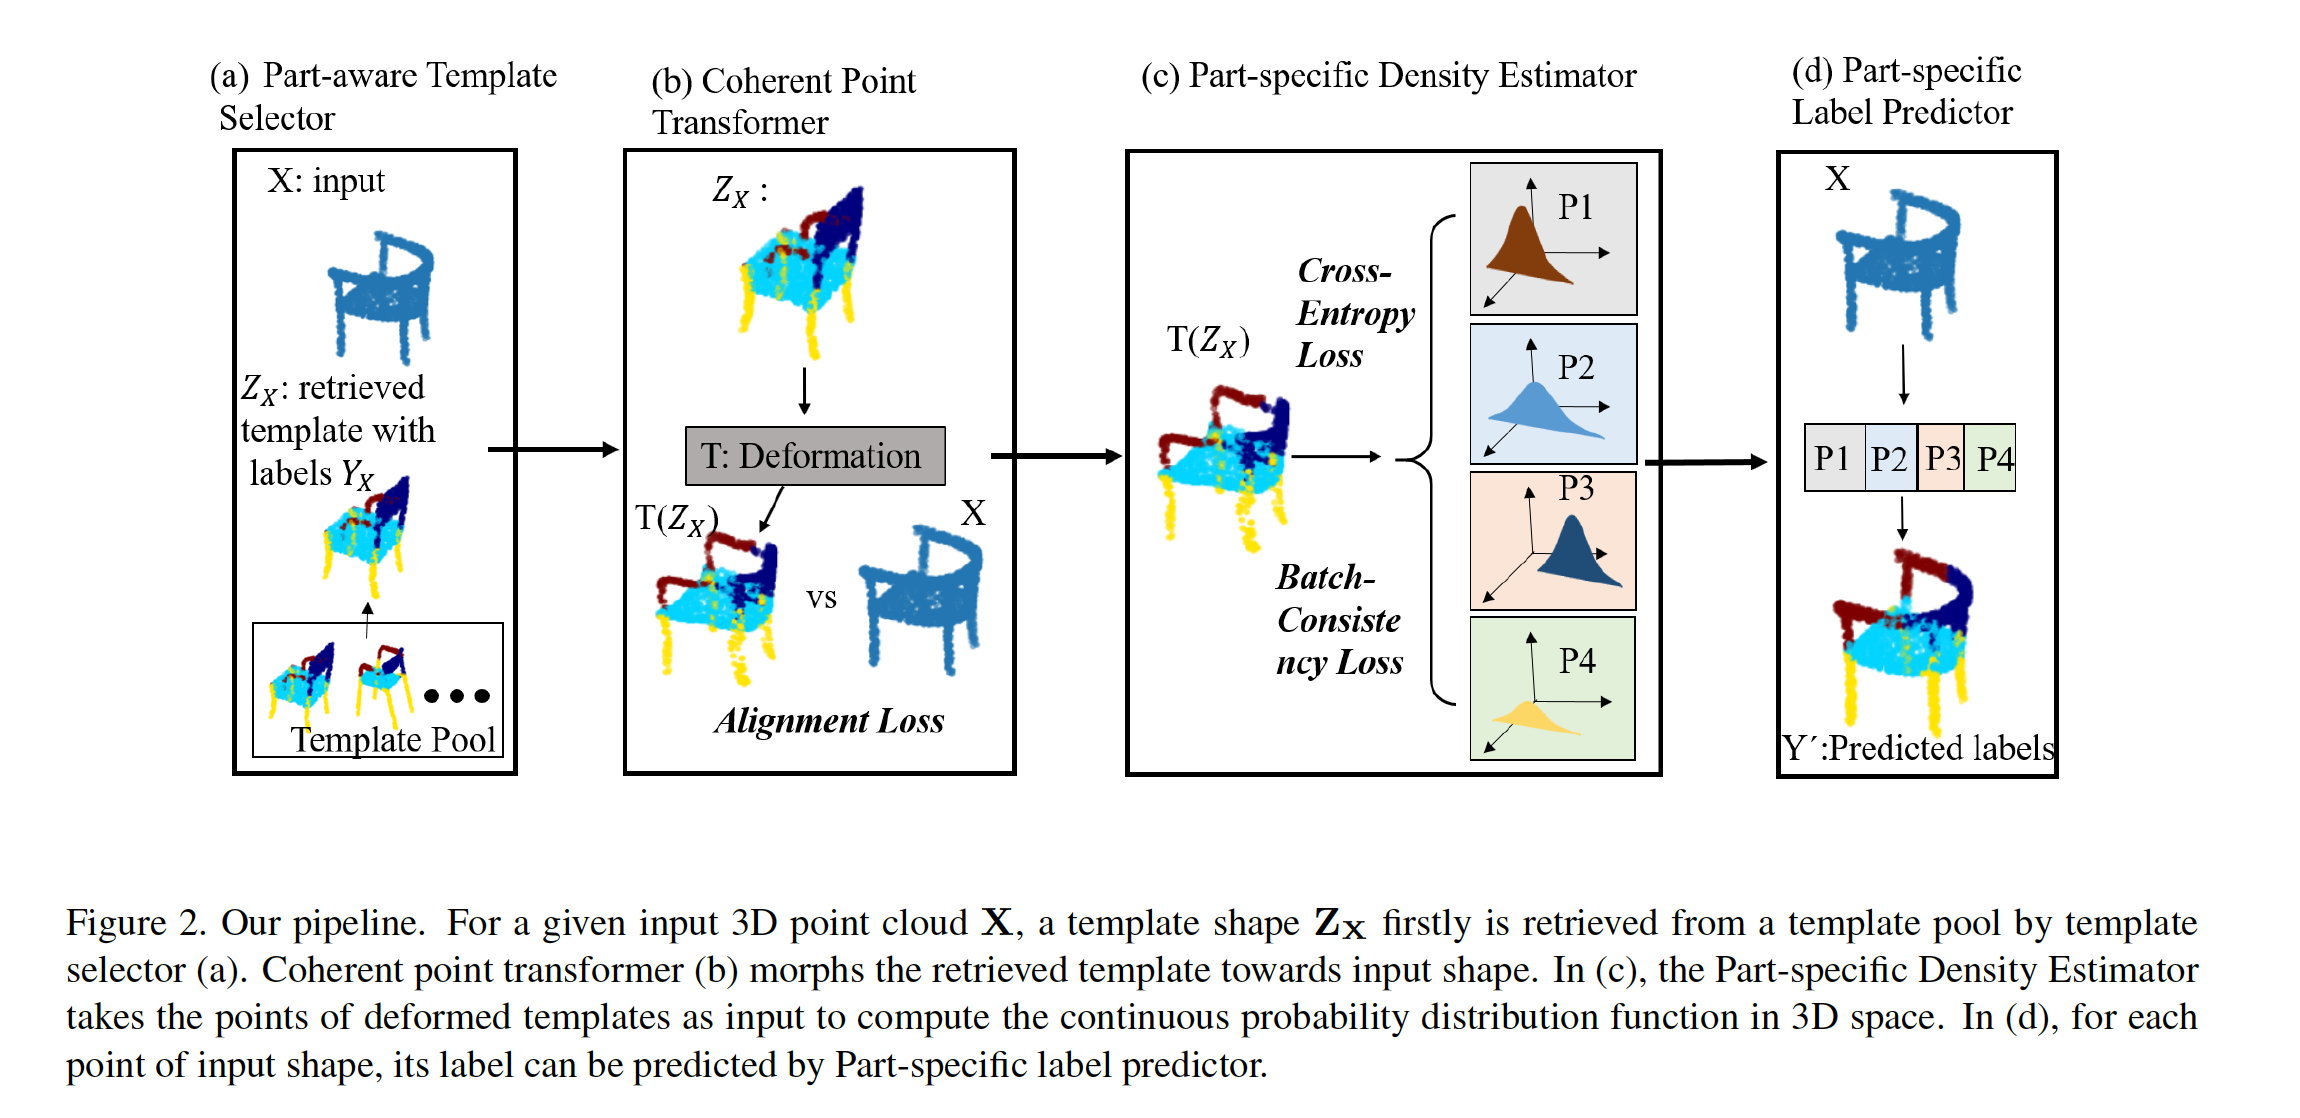 (a) Part-aware Template
Selector
X: input
Z_X: retrieved
template with
labels Y_X
Template Pool
(b) Coherent Point
Transformer
Z_X :
T: Deformation
T(Z_X)
X
vs
Alignment Loss
(c) Part-specific Density Estimator
T(Z_X)
Cross-
Entropy
Loss
Batch-
Consiste
ncy Loss
P1
P2
P3
P4
(d) Part-specific
Label Predictor
X
P1 P2 P3 P4
Y´:Predicted labels
Figure 2. Our pipeline. For a given input 3D point cloud X, a template shape Z_X firstly is retrieved from a template pool by template
selector (a). Coherent point transformer (b) morphs the retrieved template towards input shape. In (c), the Part-specific Density Estimator
takes the points of deformed templates as input to compute the continuous probability distribution function in 3D space. In (d), for each
point of input shape, its label can be predicted by Part-specific label predictor.